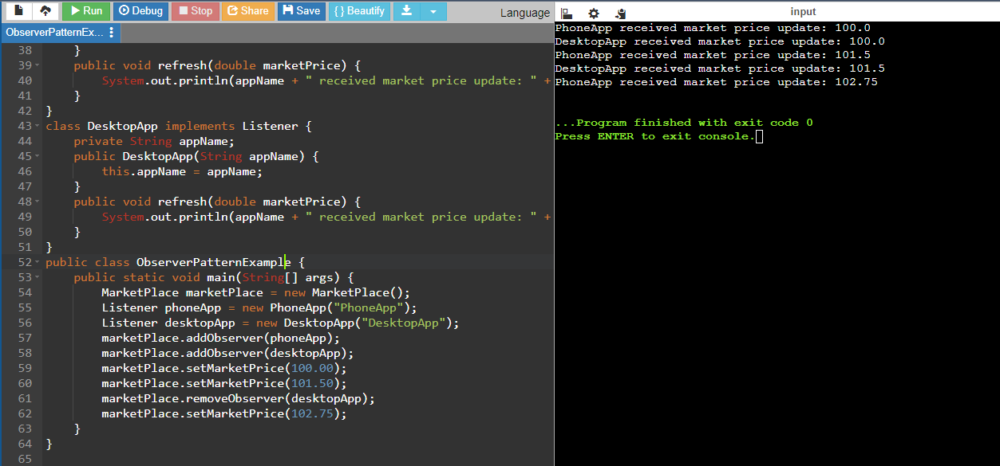 Run Debug Stop Share Save { } Beautify Language
ObserverPatternEx...
38 }
39 public void refresh(double marketPrice) {
40 System.out.println(appName + " received market price update: " +
41 }
42 }
43 class DesktopApp implements Listener {
44 private String appName;
45 public DesktopApp(String appName) {
46 this.appName = appName;
47 }
48 public void refresh(double marketPrice) {
49 System.out.println(appName + " received market price update: " +
50 }
51 }
52 public class ObserverPatternExample {
53 public static void main(String[] args) {
54 MarketPlace marketPlace = new MarketPlace();
55 Listener phoneApp = new PhoneApp("PhoneApp");
56 Listener desktopApp = new DesktopApp("DesktopApp");
57 marketPlace.addObserver(phoneApp);
58 marketPlace.addObserver(desktopApp);
59 marketPlace.setMarketPrice(100.00);
60 marketPlace.setMarketPrice(101.50);
61 marketPlace.removeObserver(desktopApp);
62 marketPlace.setMarketPrice(102.75);
63 }
64 }
65
input
PhoneApp received market price update: 100.0
DesktopApp received market price update: 100.0
PhoneApp received market price update: 101.5
DesktopApp received market price update: 101.5
PhoneApp received market price update: 102.75
...Program finished with exit code 0
Press ENTER to exit console.